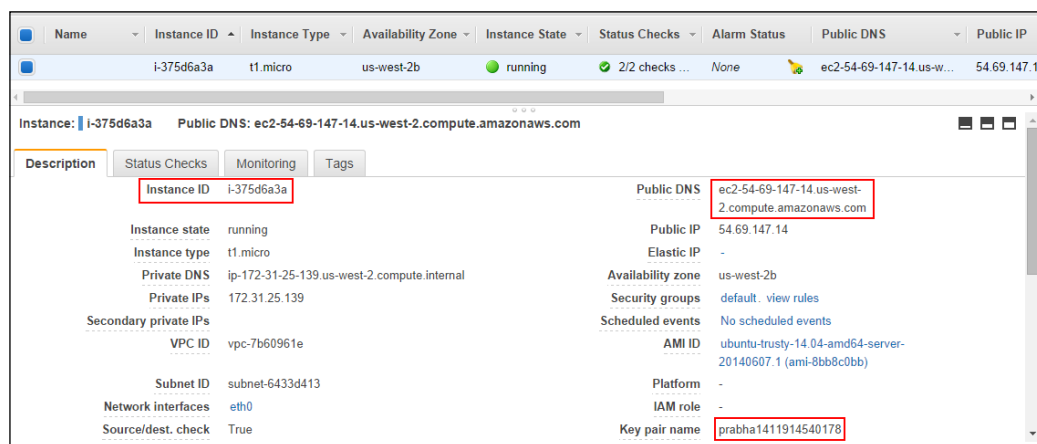 Name Instance ID Instance Type Availability Zone Instance State Status Checks Alarm Status Public DNS Public IP
i-375d6a3a t1.micro us-west-2b running 2/2 checks ... None ec2-54-69-147-14.us-w... 54.69.147.1
Instance: i-375d6a3a Public DNS: ec2-54-69-147-14.us-west-2.compute.amazonaws.com
Description Status Checks Monitoring Tags
Instance ID i-375d6a3a Public DNS ec2-54-69-147-14.us-west-
2.compute.amazonaws.com
Instance state running Public IP 54.69.147.14
Instance type t1.micro Elastic IP -
Private DNS ip-172-31-25-139.us-west-2.compute.internal Availability zone us-west-2b
Private IPs 172.31.25.139 Security groups default. view rules
Secondary private IPs Scheduled events No scheduled events
VPC ID vpc-7b60961e AMI ID ubuntu-trusty-14.04-amd64-server-
20140607.1 (ami-8bb8c0bb)
Subnet ID subnet-6433d413 Platform -
Network interfaces eth0 IAM role -
Source/dest. check True Key pair name prabha1411914540178